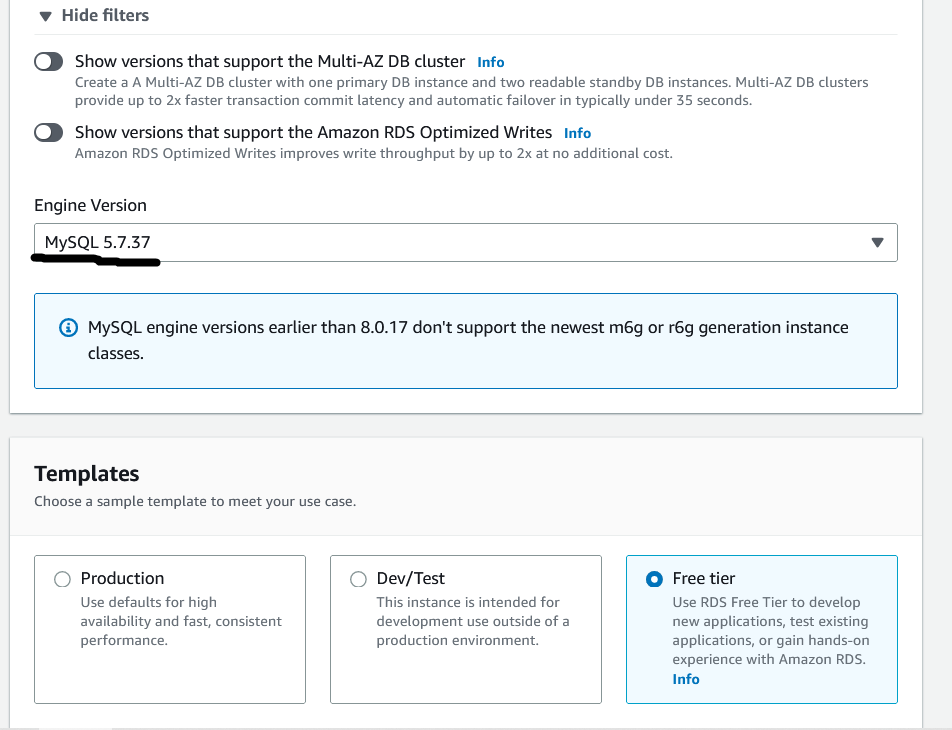 Hide filters
Show versions that support the Multi-AZ DB cluster Info
Create a A Multi-AZ DB cluster with one primary DB instance and two readable standby DB instances. Multi-AZ DB clusters
provide up to 2x faster transaction commit latency and automatic failover in typically under 35 seconds.
Show versions that support the Amazon RDS Optimized Writes Info
Amazon RDS Optimized Writes improves write throughput by up to 2x at no additional cost.
Engine Version
MySQL 5.7.37
MySQL engine versions earlier than 8.0.17 don't support the newest m6g or r6g generation instance
classes.
Templates
Choose a sample template to meet your use case.
Production
Use defaults for high
availability and fast, consistent
performance.
Dev/Test
This instance is intended for
development use outside of a
production environment.
Free tier
Use RDS Free Tier to develop
new applications, test existing
applications, or gain hands-on
experience with Amazon RDS.
Info